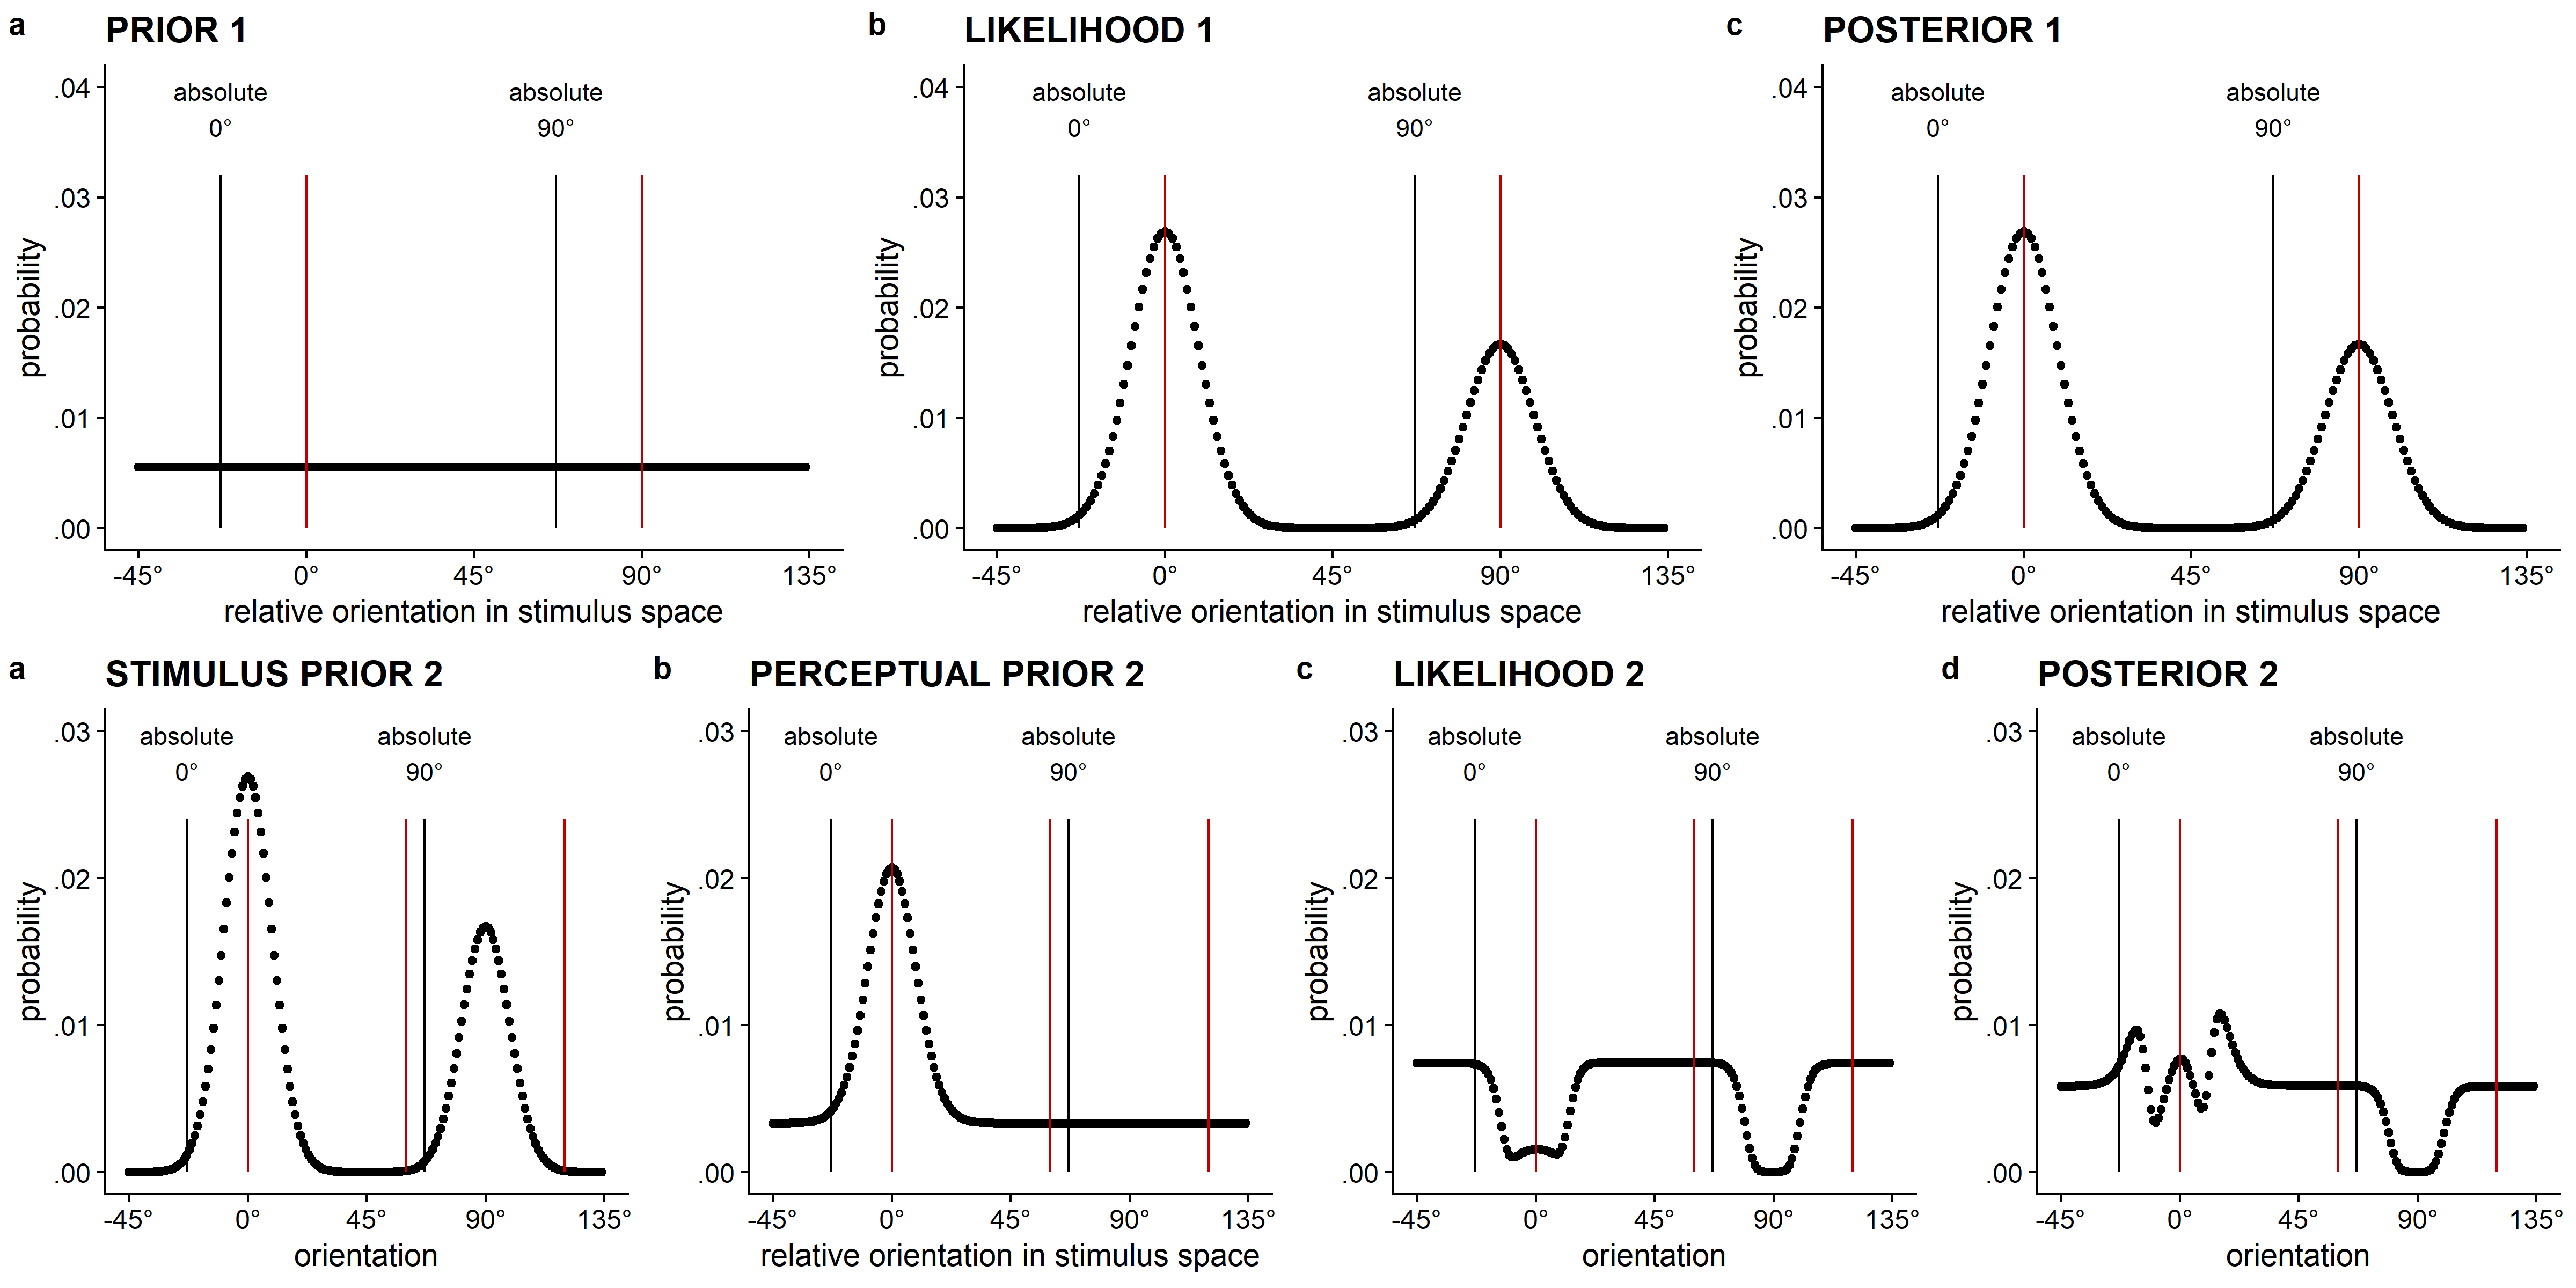 a PRIOR 1
absolute absolute
0° 90°
.04
.03
.02
.01
.00
probability
-45° 0° 45° 90° 135°
relative orientation in stimulus space
b LIKELIHOOD 1
absolute absolute
0° 90°
.04
.03
.02
.01
.00
probability
-45° 0° 45° 90° 135°
relative orientation in stimulus space
c POSTERIOR 1
absolute absolute
0° 90°
.04
.03
.02
.01
.00
probability
-45° 0° 45° 90° 135°
relative orientation in stimulus space
a STIMULUS PRIOR 2
absolute absolute
0° 90°
.03
.02
.01
.00
probability
-45° 0° 45° 90° 135°
orientation
b PERCEPTUAL PRIOR 2
absolute absolute
0° 90°
.03
.02
.01
.00
probability
-45° 0° 45° 90° 135°
relative orientation in stimulus space
c LIKELIHOOD 2
absolute absolute
0° 90°
.03
.02
.01
.00
probability
-45° 0° 45° 90° 135°
orientation
d POSTERIOR 2
absolute absolute
0° 90°
.03
.02
.01
.00
probability
-45° 0° 45° 90° 135°
orientation